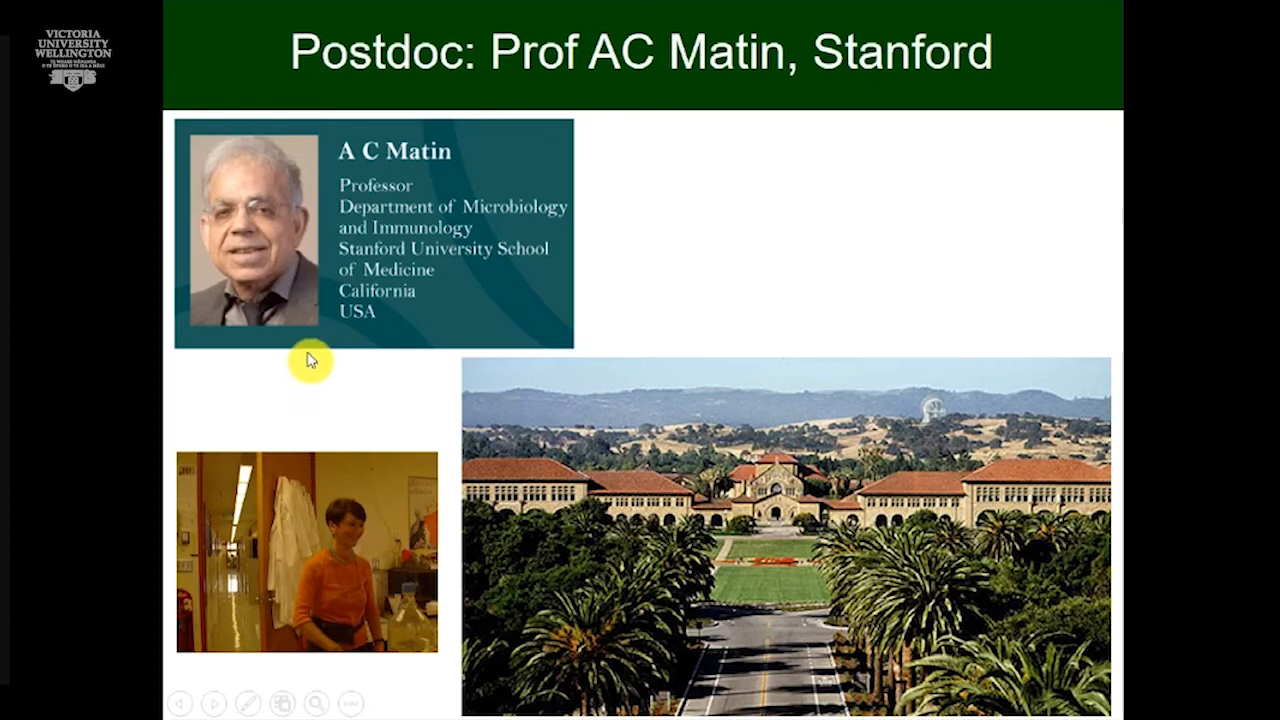 VICTORIA
UNIVERSITY
WELLINGTON
Postdoc: Prof AC Matin, Stanford
A C Matin
Professor
Department of Microbiology
and Immunology
Stanford University School
of Medicine
California
USA